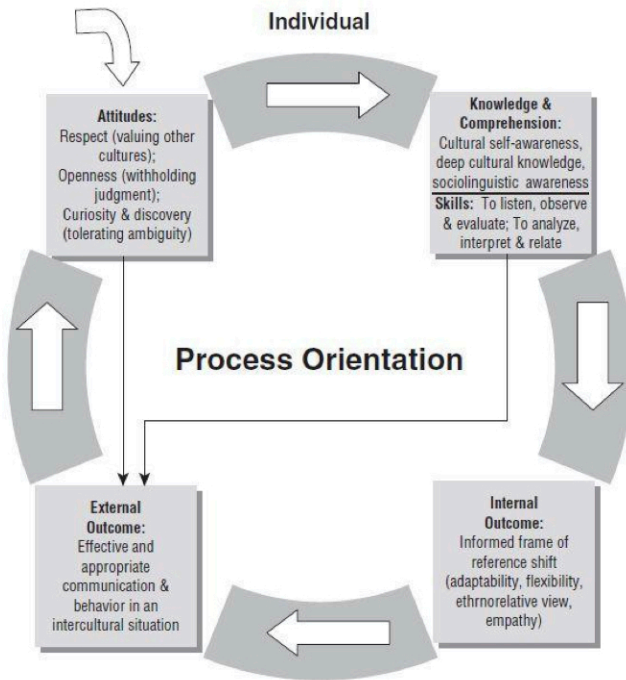 Individual
Attitudes:
Respect (valuing other
cultures);
Openness (withholding
judgment);
Curiosity & discovery
(tolerating ambiguity)
Knowledge &
Comprehension:
Cultural self-awareness,
deep cultural knowledge,
sociolinguistic awareness
Skills: To listen, observe
& evaluate; To analyze,
interpret & relate
Process Orientation
External
Outcome:
Effective and
appropriate
communication &
behavior in an
intercultural situation
Internal
Outcome:
Informed frame of
reference shift
(adaptability, flexibility,
ethrnorelative view,
empathy)